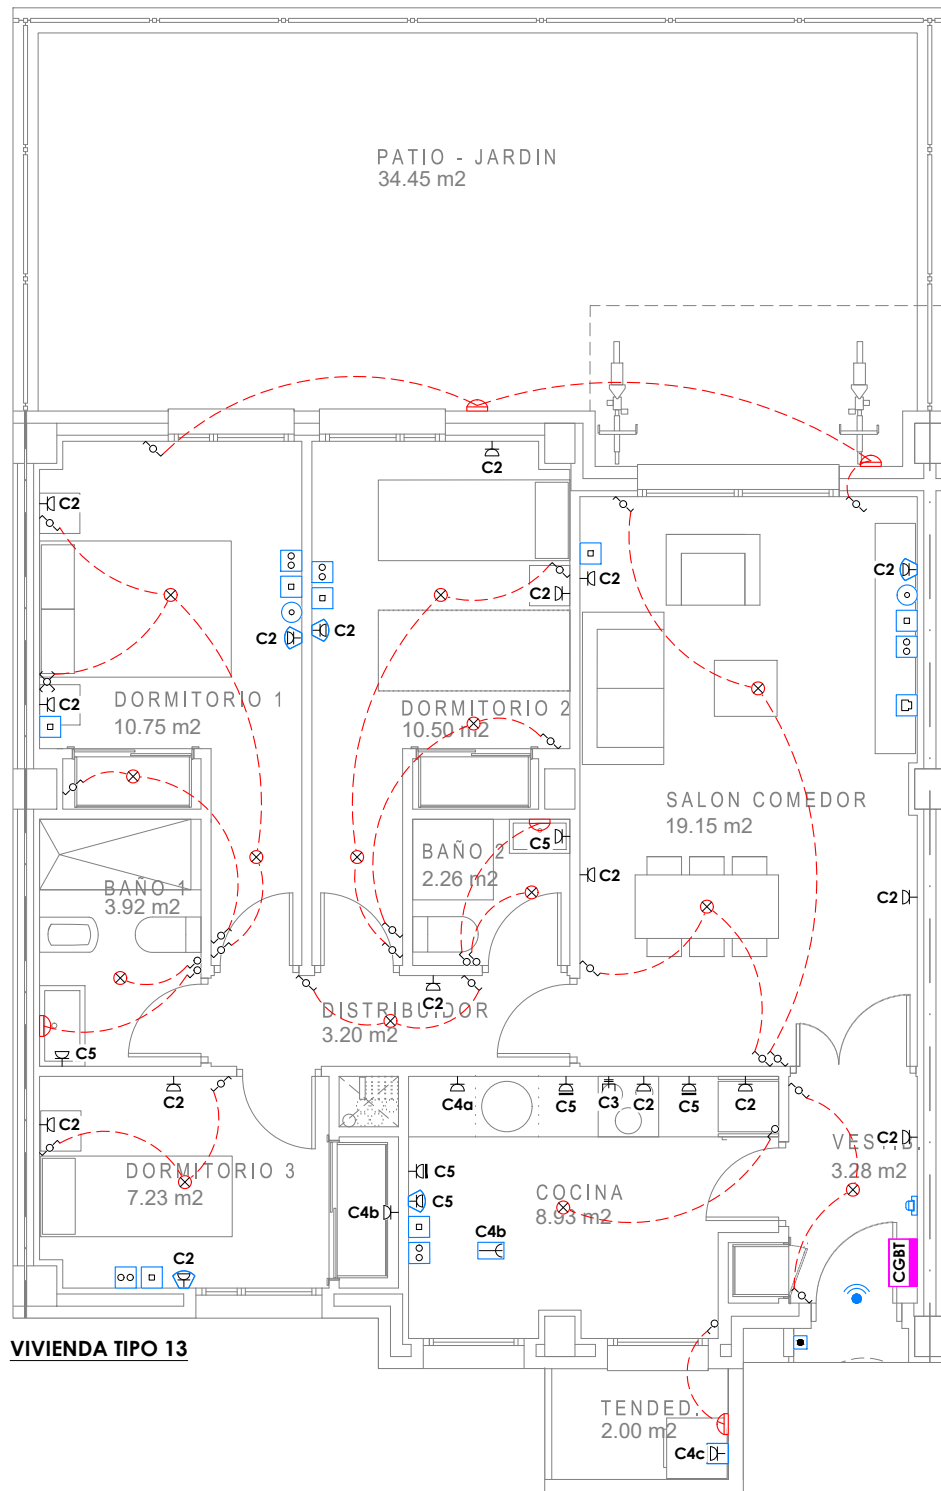 PATIO - JARDIN
34.45 m2
C2
C2
C2
C2
C2
C2
C2
C2
DORMITORIO 1
10.75 m2
DORMITORIO 2
10.50 m2
SALON COMEDOR
19.15 m2
BAÑO 2
2.26 m2
C5
BAÑO 1
3.92 m2
C2
C2
C2
DISTRIBUIDOR
3.20 m2
C5
C2
C4a
C5
C3
C2
C5
C2
C2
C2
VESTIB.
3.28 m2
DORMITORIO 3
7.23 m2
C5
C5
COCINA
8.93 m2
C4b
C4b
C2
CGBT
VIVIENDA TIPO 13
TENDED.
2.00 m2
C4c